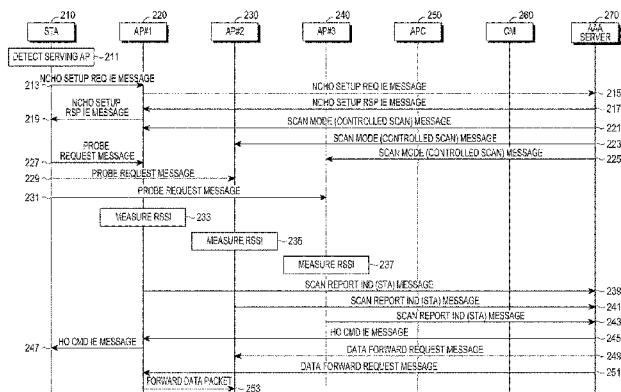 210
220
230
240
250
260
270
STA
AP#1
AP#2
AP#3
APC
CM
AAA
SERVER
DETECT SERVING AP
211
NCHO SETUP REQ IE MESSAGE
213
NCHO SETUP REQ IE MESSAGE
215
NCHO SETUP RSP IE MESSAGE
217
NCHO SETUP
RSP IE MESSAGE
219
SCAN MODE (CONTROLLED SCAN) MESSAGE
221
SCAN MODE (CONTROLLED SCAN) MESSAGE
223
SCAN MODE (CONTROLLED SCAN) MESSAGE
225
PROBE
REQUEST MESSAGE
227
PROBE REQUEST MESSAGE
229
PROBE REQUEST MESSAGE
231
MEASURE RSSI
233
MEASURE RSSI
235
MEASURE RSSI
237
SCAN REPORT IND (STA) MESSAGE
239
SCAN REPORT IND (STA) MESSAGE
241
SCAN REPORT IND (STA) MESSAGE
243
HO CMD IE MESSAGE
245
247
HO CMD IE MESSAGE
DATA FORWARD REQUEST MESSAGE
249
DATA FORWARD REQUEST MESSAGE
251
FORWARD DATA PACKET
253